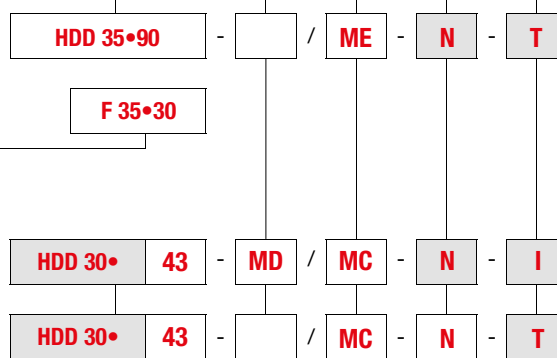 HDD 35•90 - / ME - N - T
F 35•30
HDD 30• 43 - MD / MC - N - I
HDD 30• 43 - / MC - N - T